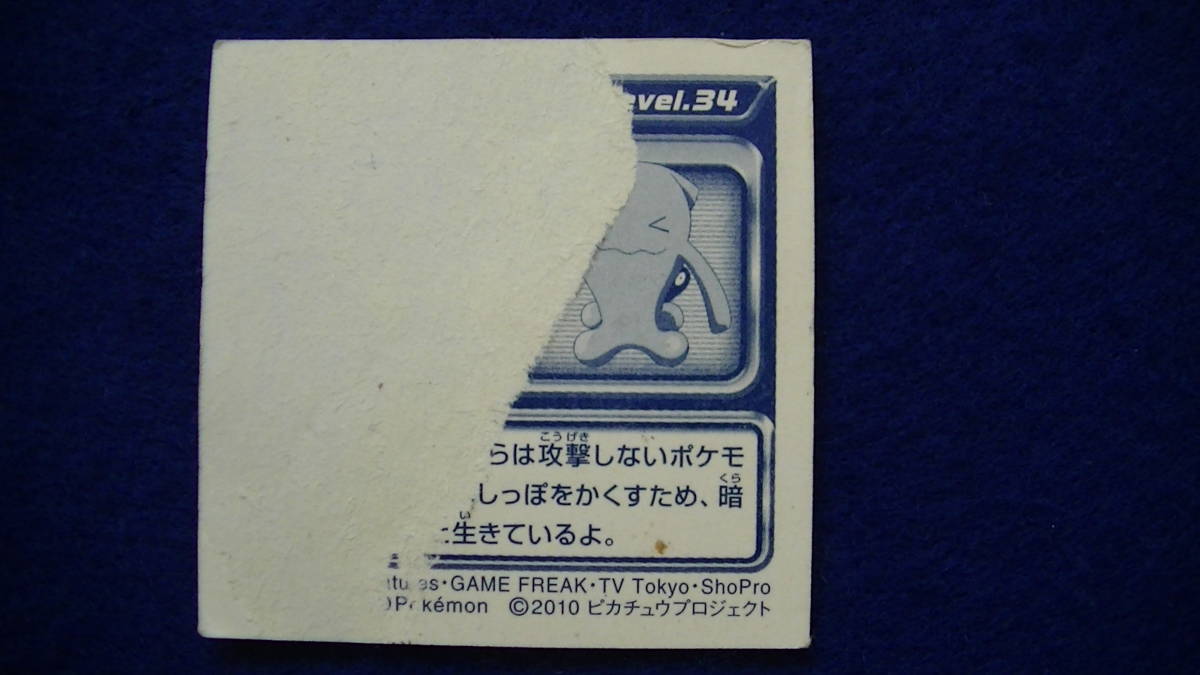 evel.34
らは攻撃しないポケモ
しっぽをかくすため、暗
生きているよ。
es・GAME FREAK・TV Tokyo・ShoPro
Pokémon ©2010 ピカチュウプロジェクト